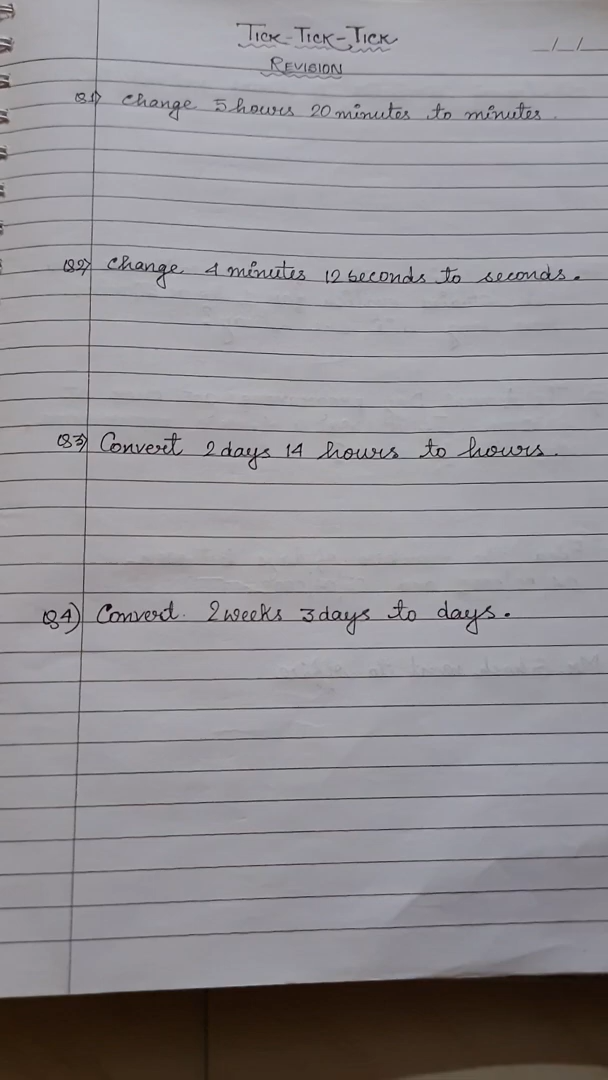 TICK-TICK-TICK
_/_/_
REVISION
Q1) Change 5 hours 20 minutes to minutes.
Q2) Change 4 minutes 12 seconds to seconds.
Q3) Convert 2 days 14 hours to hours.
Q4) Convert. 2 weeks 3 days to days.